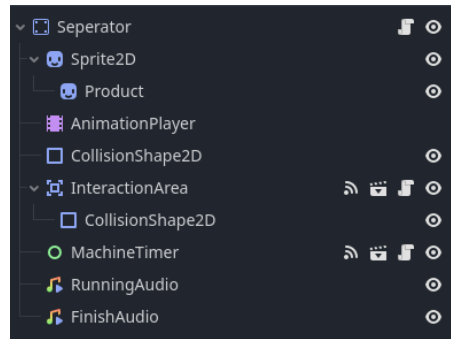 Seperator
Sprite2D
Product
AnimationPlayer
CollisionShape2D
InteractionArea
CollisionShape2D
MachineTimer
RunningAudio
FinishAudio